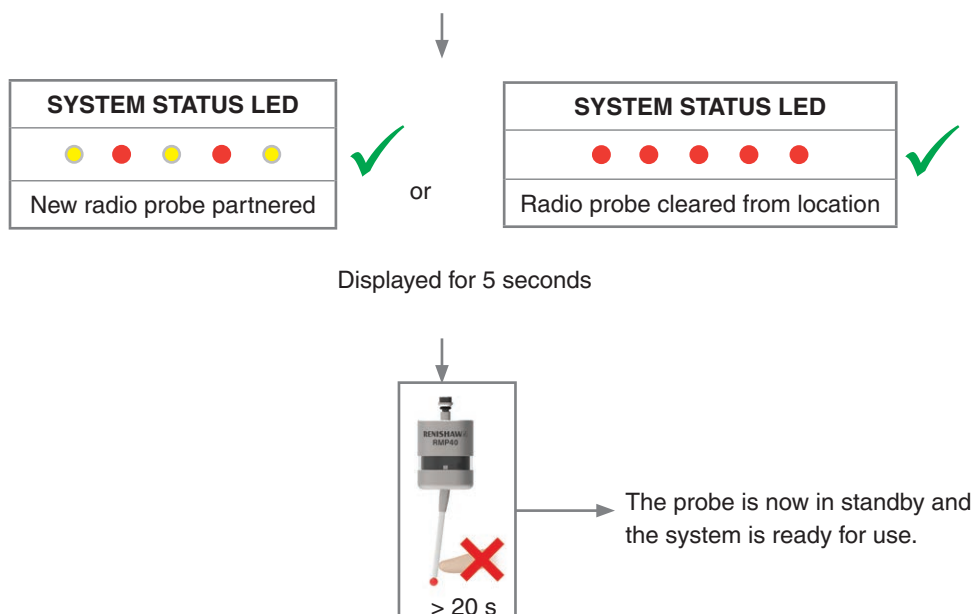 SYSTEM STATUS LED
New radio probe partnered
or
SYSTEM STATUS LED
Radio probe cleared from location
Displayed for 5 seconds
RENISHAW
RMP40
The probe is now in standby and
the system is ready for use.
> 20 s